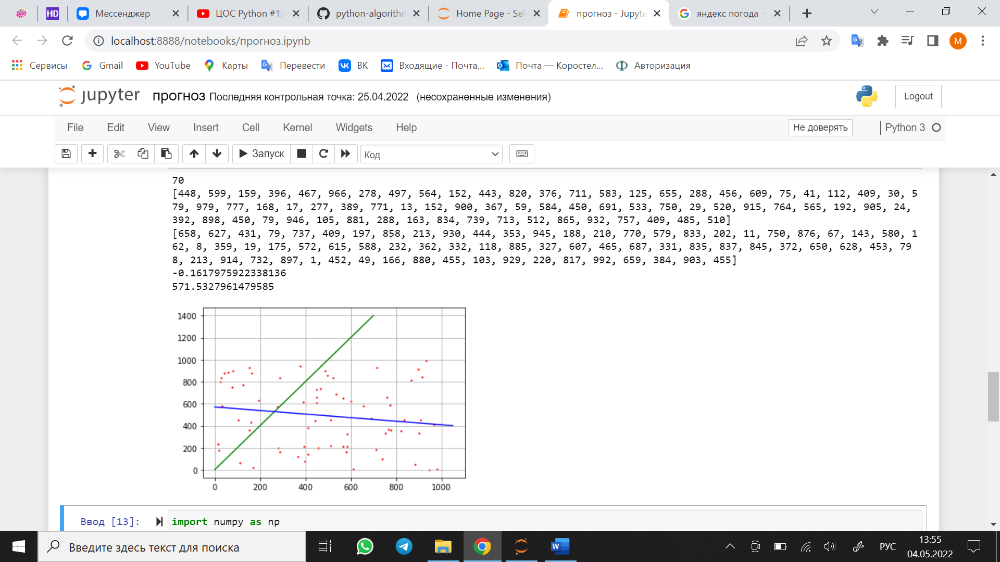 HD
Мессенджер
ЦОС Python #1:
python-algorithm
Home Page - Sel
прогноз - Jupyte
яндекс погода -
localhost:8888/notebooks/прогноз.ipynb
M
Сервисы
Gmail
YouTube
Карты
Перевести
ВК
Входящие - Почта...
Почта — Коростел...
Авторизация
jupyter прогноз Последняя контрольная точка: 25.04.2022 (несохраненные изменения)
Logout
File Edit View Insert Cell Kernel Widgets Help
Не доверять
Python 3
Запуск
Код
70
[448, 599, 159, 396, 467, 966, 278, 497, 564, 152, 443, 820, 376, 711, 583, 125, 655, 288, 456, 609, 75, 41, 112, 409, 30, 5
79, 979, 777, 168, 17, 277, 389, 771, 13, 152, 900, 367, 59, 584, 450, 691, 533, 750, 29, 520, 915, 764, 565, 192, 905, 24,
392, 898, 450, 79, 946, 105, 881, 288, 163, 834, 739, 713, 512, 865, 932, 757, 409, 485, 510]
[658, 627, 431, 79, 737, 409, 197, 858, 213, 930, 444, 353, 945, 188, 210, 770, 579, 833, 202, 11, 750, 876, 67, 143, 580, 1
62, 8, 359, 19, 175, 572, 615, 588, 232, 362, 332, 118, 885, 327, 607, 465, 687, 331, 835, 837, 845, 372, 650, 628, 453, 79
8, 213, 914, 732, 897, 1, 452, 49, 166, 880, 455, 103, 929, 220, 817, 992, 659, 384, 903, 455]
-0.1617975922338136
571.5327961479585
1400
1200
1000
800
600
400
200
0
0 200 400 600 800 1000
Ввод [13]:
import numpy as np
Введите здесь текст для поиска
W
РУС
13:55
04.05.2022